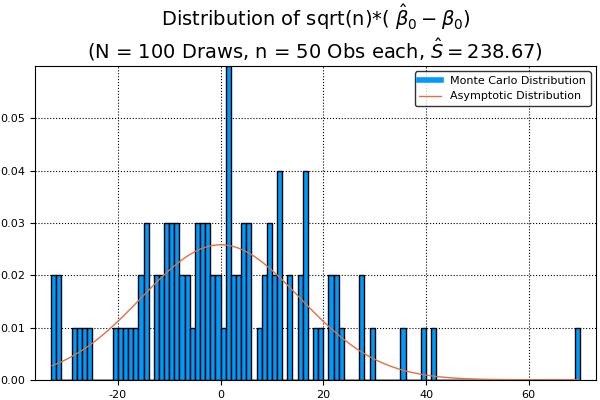 Distribution of sqrt(n)*( β̂₀ − β₀)
(N = 100 Draws, n = 50 Obs each, Ŝ = 238.67)
Monte Carlo Distribution
Asymptotic Distribution
0.05
0.04
0.03
0.02
0.01
0.00
-20 0 20 40 60